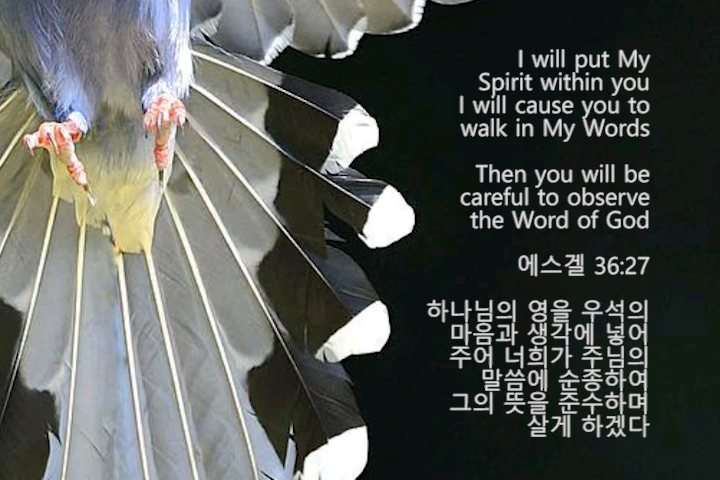 I will put My
Spirit within you
I will cause you to
walk in My Words
Then you will be
careful to observe
the Word of God
에스겔 36:27
하나님의 영을 우석의
마음과 생각에 넣어
주어 너희가 주님의
말씀에 순종하여
그의 뜻을 준수하며
살게 하겠다